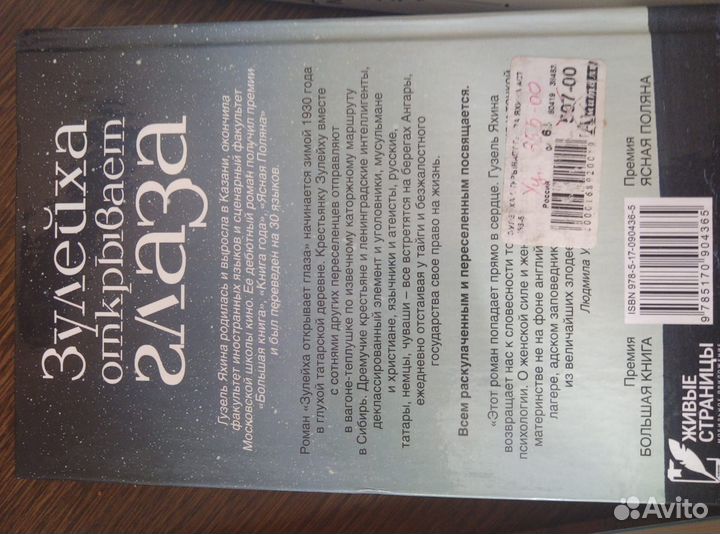 Зулейха
открывает
глаза
Гузель Яхина родилась и выросла в Казани, окончила
факультет иностранных языков и сценарный факультет
Московской школы кино. Ее дебютный роман получил премии
«Большая книга», «Книга года», «Ясная Поляна»
и был переведен на 30 языков.
Роман «Зулейха открывает глаза» начинается зимой 1930 года
в глухой татарской деревне. Крестьянку Зулейху вместе
с сотнями других переселенцев отправляют
в вагоне-теплушке по извечному каторжному маршруту
в Сибирь. Дремучие крестьяне и ленинградские интеллигенты,
деклассированный элемент и уголовники, мусульмане
и христиане, язычники и атеисты, русские,
татары, немцы, чуваши – все встретятся на берегах Ангары,
ежедневно отстаивая у тайги и безжалостного
государства свое право на жизнь.
Всем раскулаченным и переселенным посвящается.
«Этот роман попадает прямо в сердце. Гузель Яхина
возвращает нас к словесности
психологии. О женской силе и
материнстве не на фоне
лагере, адском заповедник
из величайших злодее
Людмила
Россия
Уц.
Премия
БОЛЬШАЯ КНИГА
Премия
ЯСНАЯ ПОЛЯНА
ISBN 978-5-17-090436-5
9 785170 904365
ЖИВЫЕ
СТРАНИЦЫ
Avito